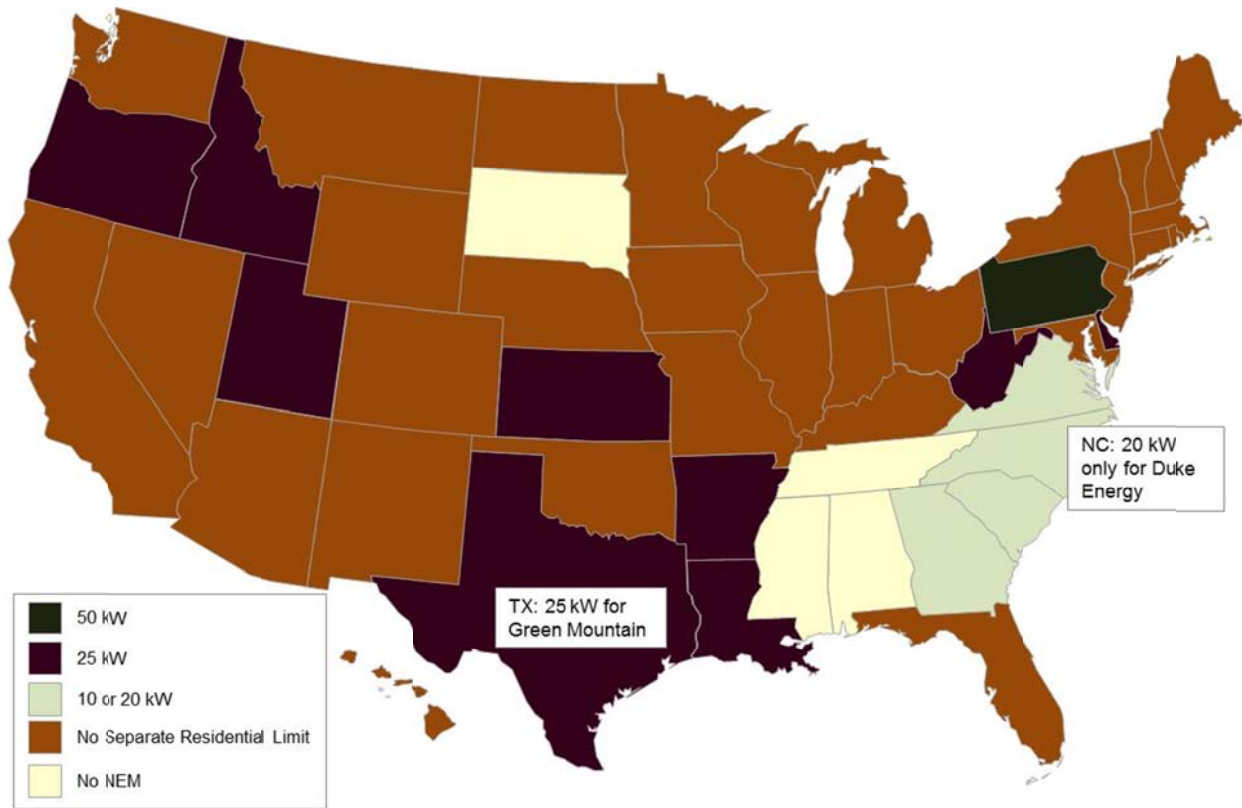 NC: 20 kW
only for Duke
Energy
TX: 25 kW for
Green Mountain
50 kW
25 kW
10 or 20 kW
No Separate Residential Limit
No NEM